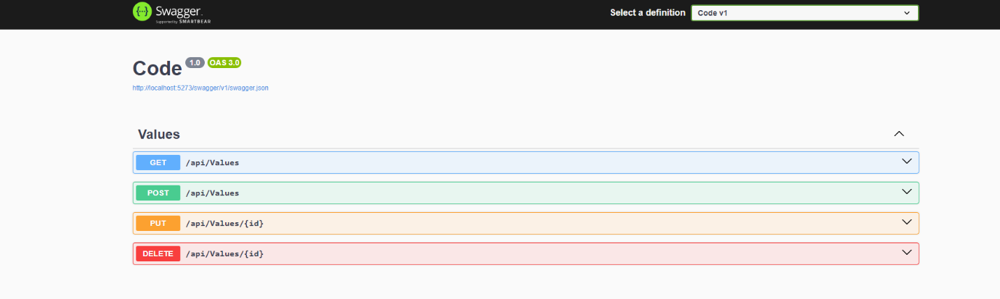 Swagger.
Supported by SMARTBEAR
Select a definition
Code v1
Code 1.0 OAS 3.0
http://localhost:5273/swagger/v1/swagger.json
Values
GET /api/Values
POST /api/Values
PUT /api/Values/{id}
DELETE /api/Values/{id}